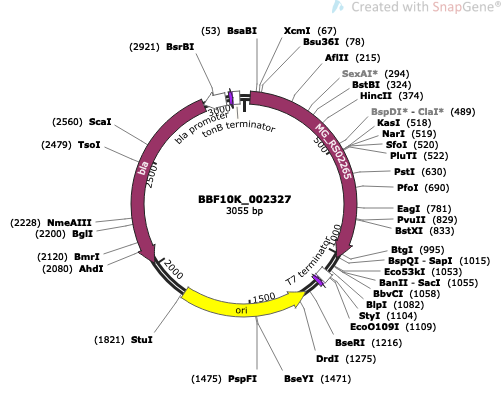 Created with SnapGene®
(53) BsaBI
XcmI (67)
Bsu36I (78)
AflII (215)
SexAI* (294)
BstBI (324)
HincII (374)
BspDI* - ClaI* (489)
KasI (518)
NarI (519)
SfoI (520)
PluTI (522)
PstI (630)
PfoI (690)
EagI (781)
PvuII (829)
BstXI (833)
BtgI (995)
BspQI - SapI (1015)
Eco53kI (1053)
BanII - SacI (1055)
BbvCI (1058)
BlpI (1082)
StyI (1104)
EcoO109I (1109)
BseRI (1216)
DrdI (1275)
BseYI (1471)
(1475) PspFI
(1821) StuI
(2080) AhdI
(2120) BmrI
(2200) BglI
(2228) NmeAIII
(2479) TsoI
(2560) ScaI
(2921) BsrBI
bla promoter
tonB terminator
MG_RS02265
T7 terminator
ori
bla
500
1000
1500
2000
2500
3000
BBF10K_002327
3055 bp